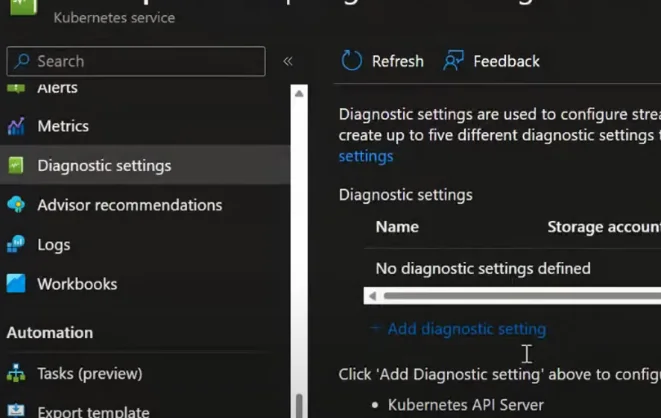 Kubernetes service
Search
«
Refresh
Feedback
Alerts
Metrics
Diagnostic settings
Advisor recommendations
Logs
Workbooks
Automation
Tasks (preview)
Export template
Diagnostic settings are used to configure
create up to five different diagnostic settings
settings
Diagnostic settings
Name Storage account
No diagnostic settings defined
+ Add diagnostic setting
Click 'Add Diagnostic setting' above to
• Kubernetes API Server